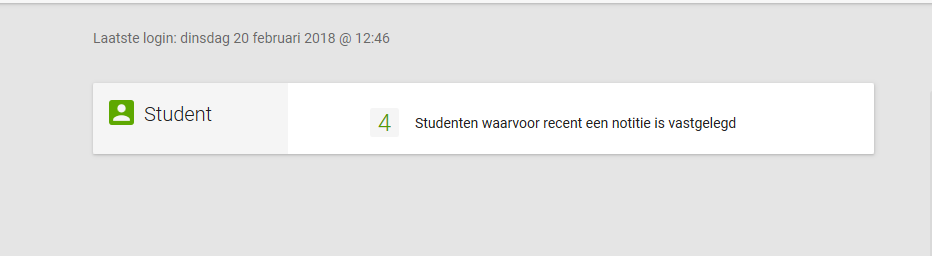 Laatste login: dinsdag 20 februari 2018 @ 12:46
Student
4 Studenten waarvoor recent een notitie is vastgelegd